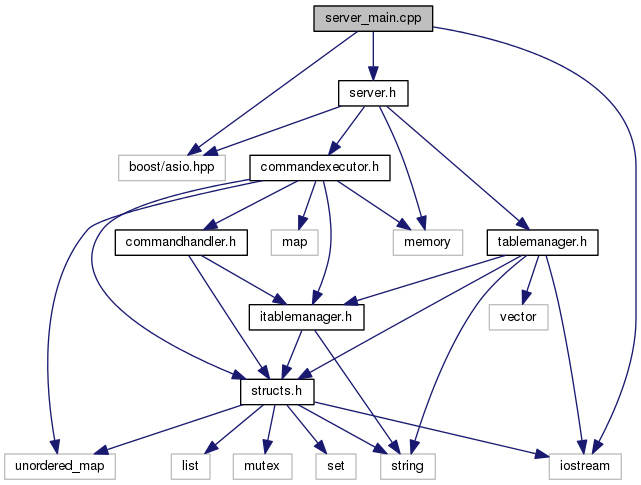 server_main.cpp
server.h
boost/asio.hpp
commandexecutor.h
commandhandler.h
map
memory
tablemanager.h
itablemanager.h
vector
structs.h
unordered_map
list
mutex
set
string
iostream